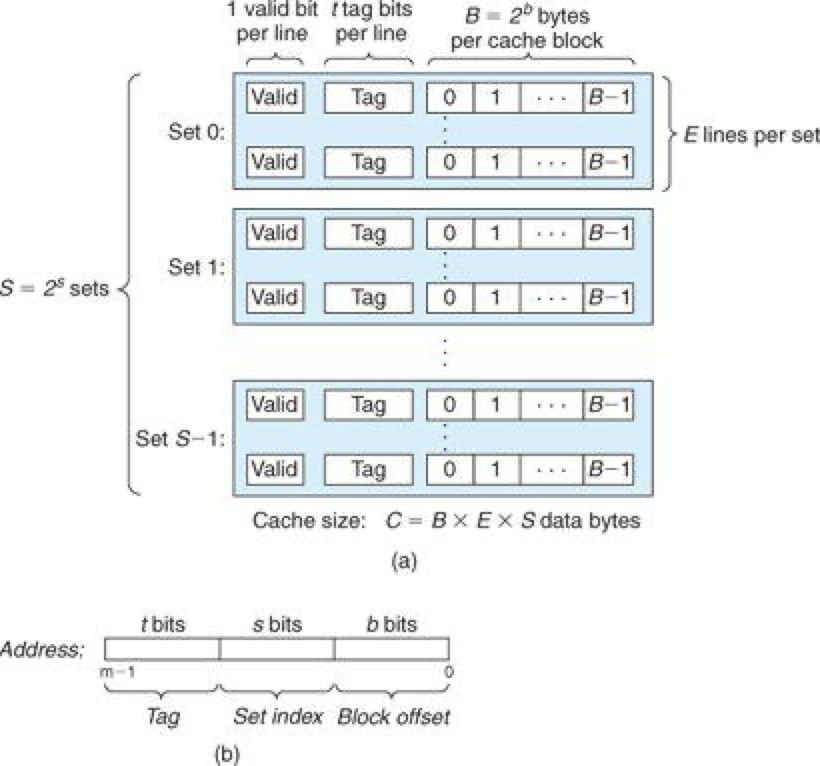 1 valid bit per line
t tag bits per line
B = 2^b bytes per cache block
Valid Tag 0 1 ··· B−1
Set 0:
E lines per set
Valid Tag 0 1 ··· B−1
Valid Tag 0 1 ··· B−1
Set 1:
Valid Tag 0 1 ··· B−1
S = 2^s sets
Valid Tag 0 1 ··· B−1
Set S−1:
Valid Tag 0 1 ··· B−1
Cache size: C = B × E × S data bytes
(a)
t bits s bits b bits
Address:
m−1 0
Tag Set index Block offset
(b)